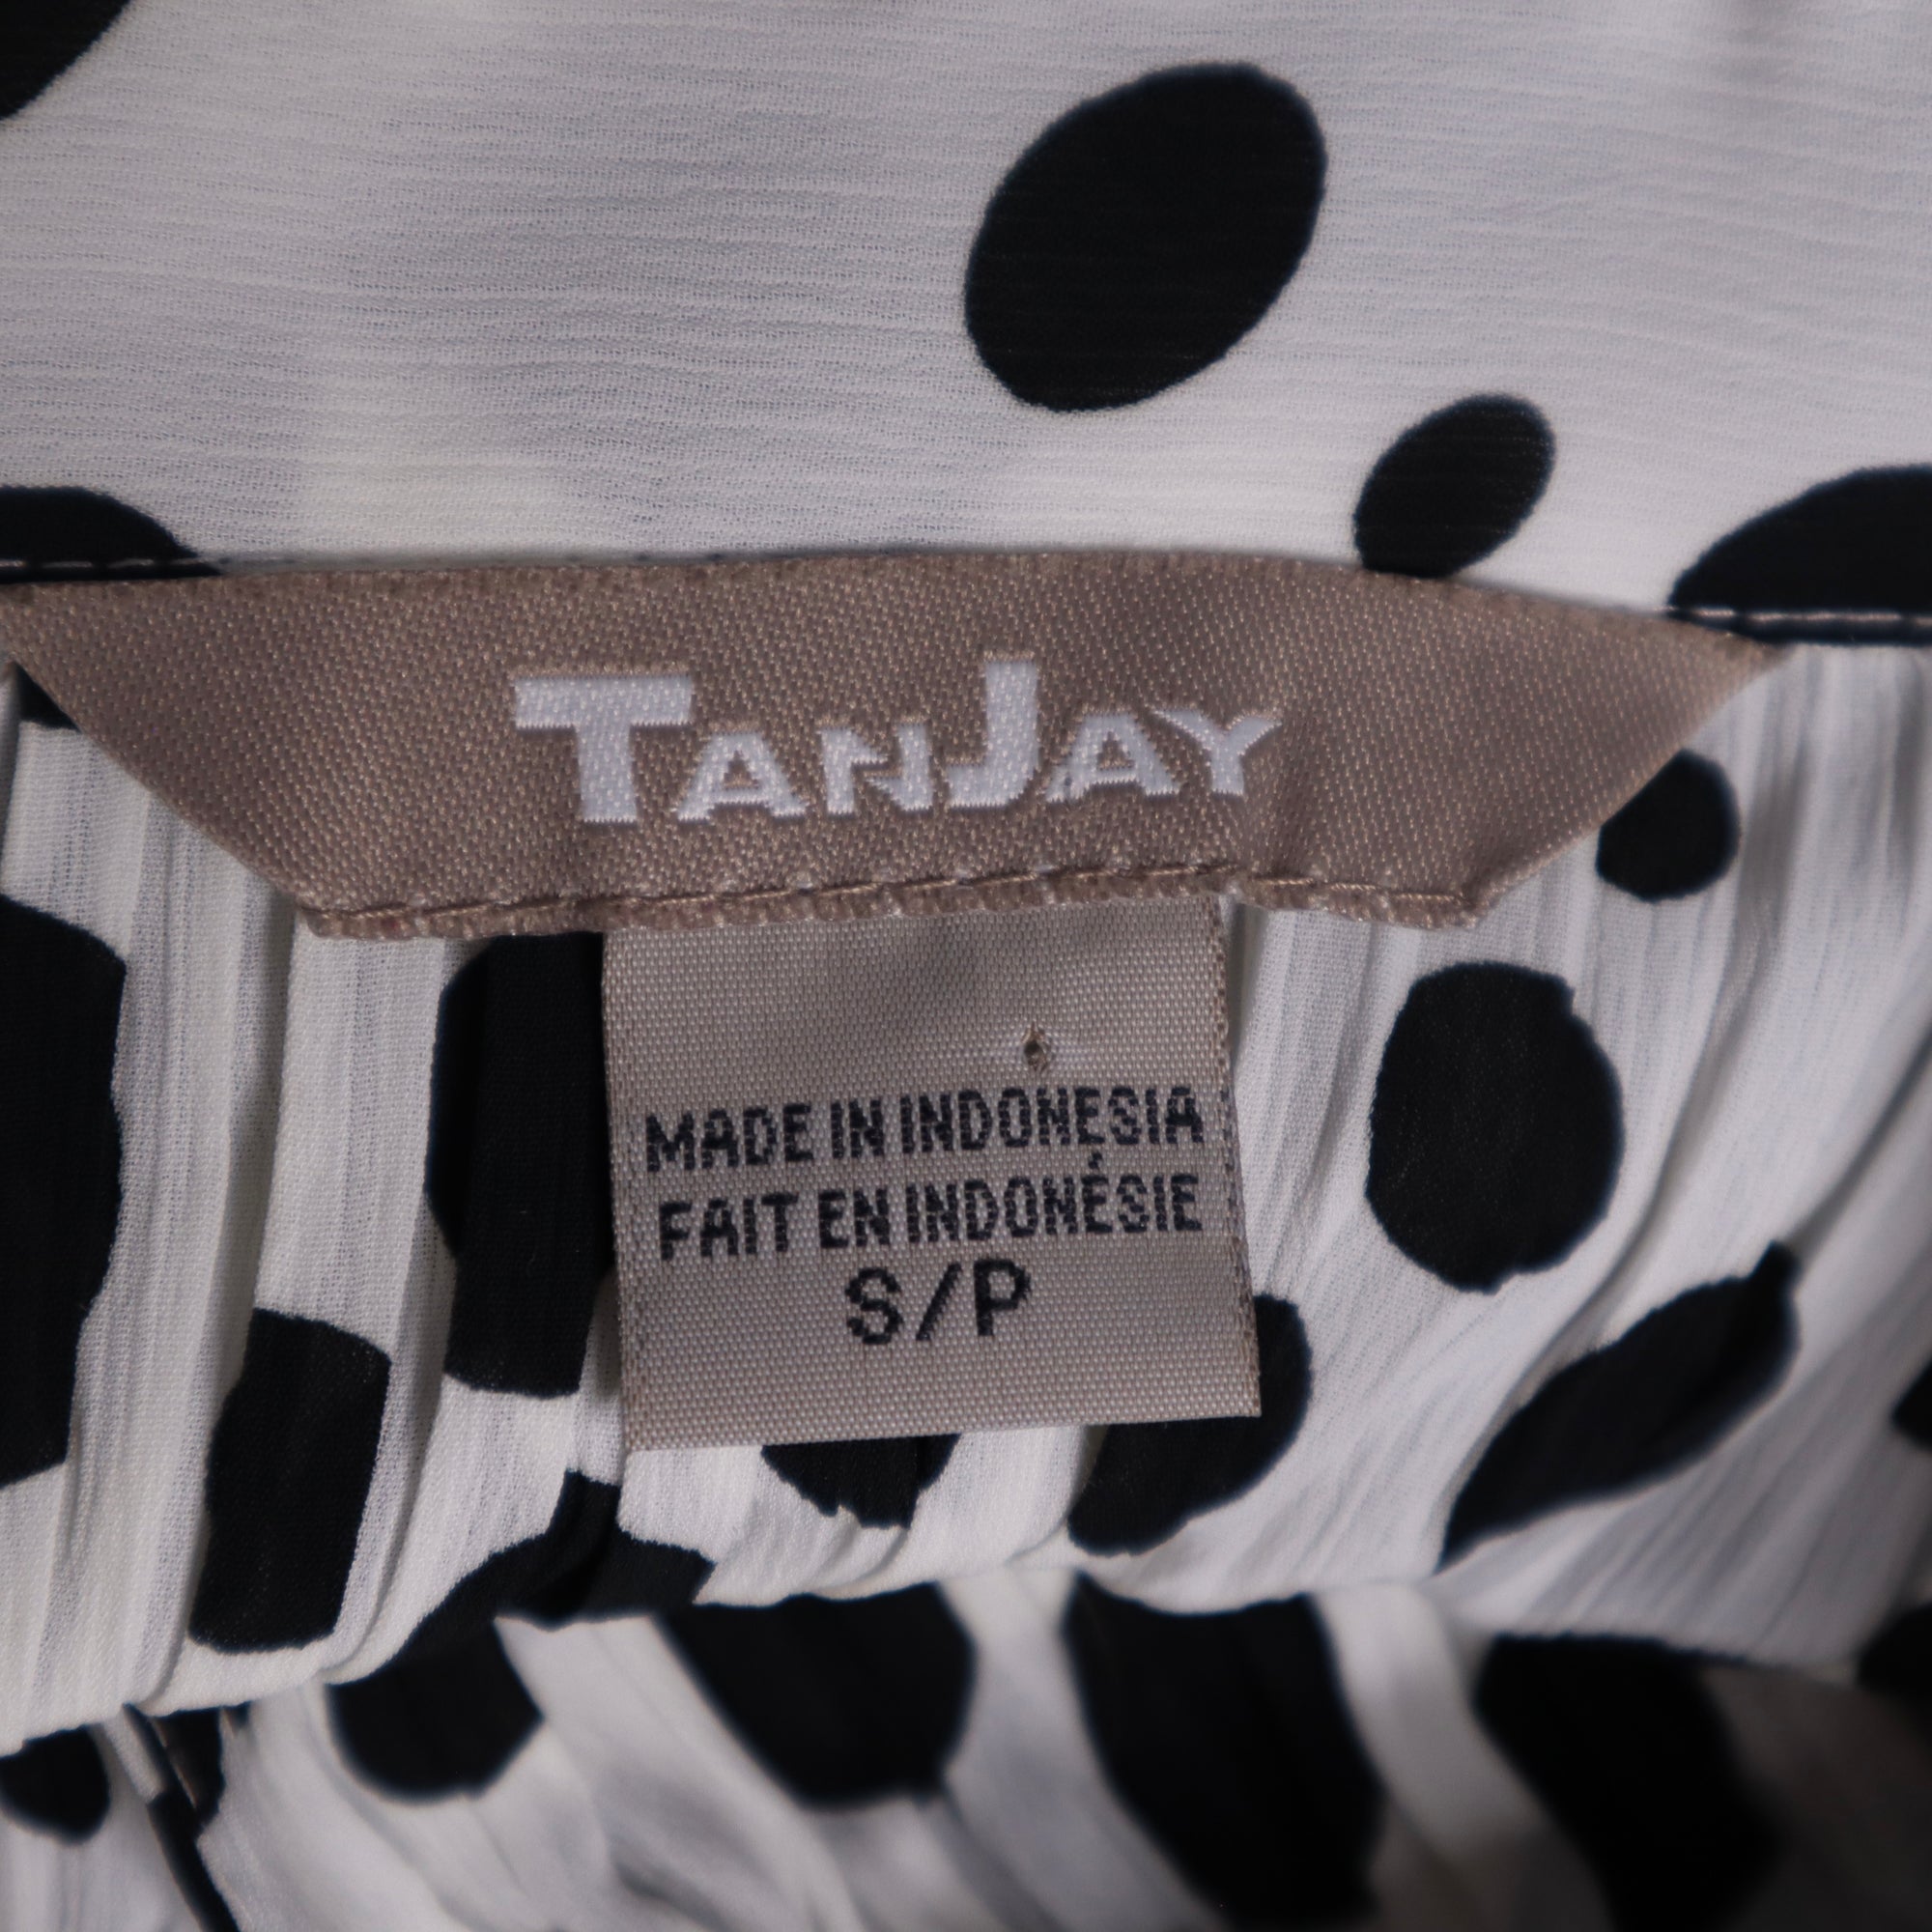 TANJAY
MADE IN INDONESIA
FAIT EN INDONÉSIE
S/P